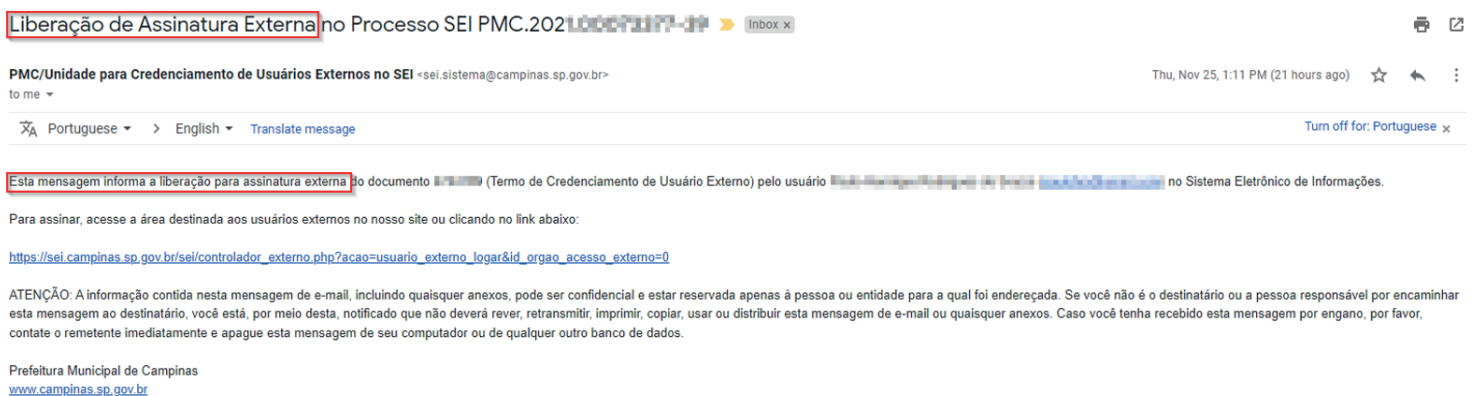 Liberação de Assinatura Externa no Processo SEI PMC.202 Inbox x
PMC/Unidade para Credenciamento de Usuários Externos no SEI <sei.sistema@campinas.sp.gov.br> Thu, Nov 25, 1:11 PM (21 hours ago)
to me
Portuguese > English Translate message Turn off for: Portuguese x
Esta mensagem informa a liberação para assinatura externa do documento (Termo de Credenciamento de Usuário Externo) pelo usuário no Sistema Eletrônico de Informações.
Para assinar, acesse a área destinada aos usuários externos no nosso site ou clicando no link abaixo:
https://sei.campinas.sp.gov.br/sei/controlador_externo.php?acao=usuario_externo_logar&id_orgao_acesso_externo=0
ATENÇÃO: A informação contida nesta mensagem de e-mail, incluindo quaisquer anexos, pode ser confidencial e estar reservada apenas à pessoa ou entidade para a qual foi endereçada. Se você não é o destinatário ou a pessoa responsável por encaminhar
esta mensagem ao destinatário, você está, por meio desta, notificado que não deverá rever, retransmitir, imprimir, copiar, usar ou distribuir esta mensagem de e-mail ou quaisquer anexos. Caso você tenha recebido esta mensagem por engano, por favor,
contate o remetente imediatamente e apague esta mensagem de seu computador ou de qualquer outro banco de dados.
Prefeitura Municipal de Campinas
www.campinas.sp.gov.br